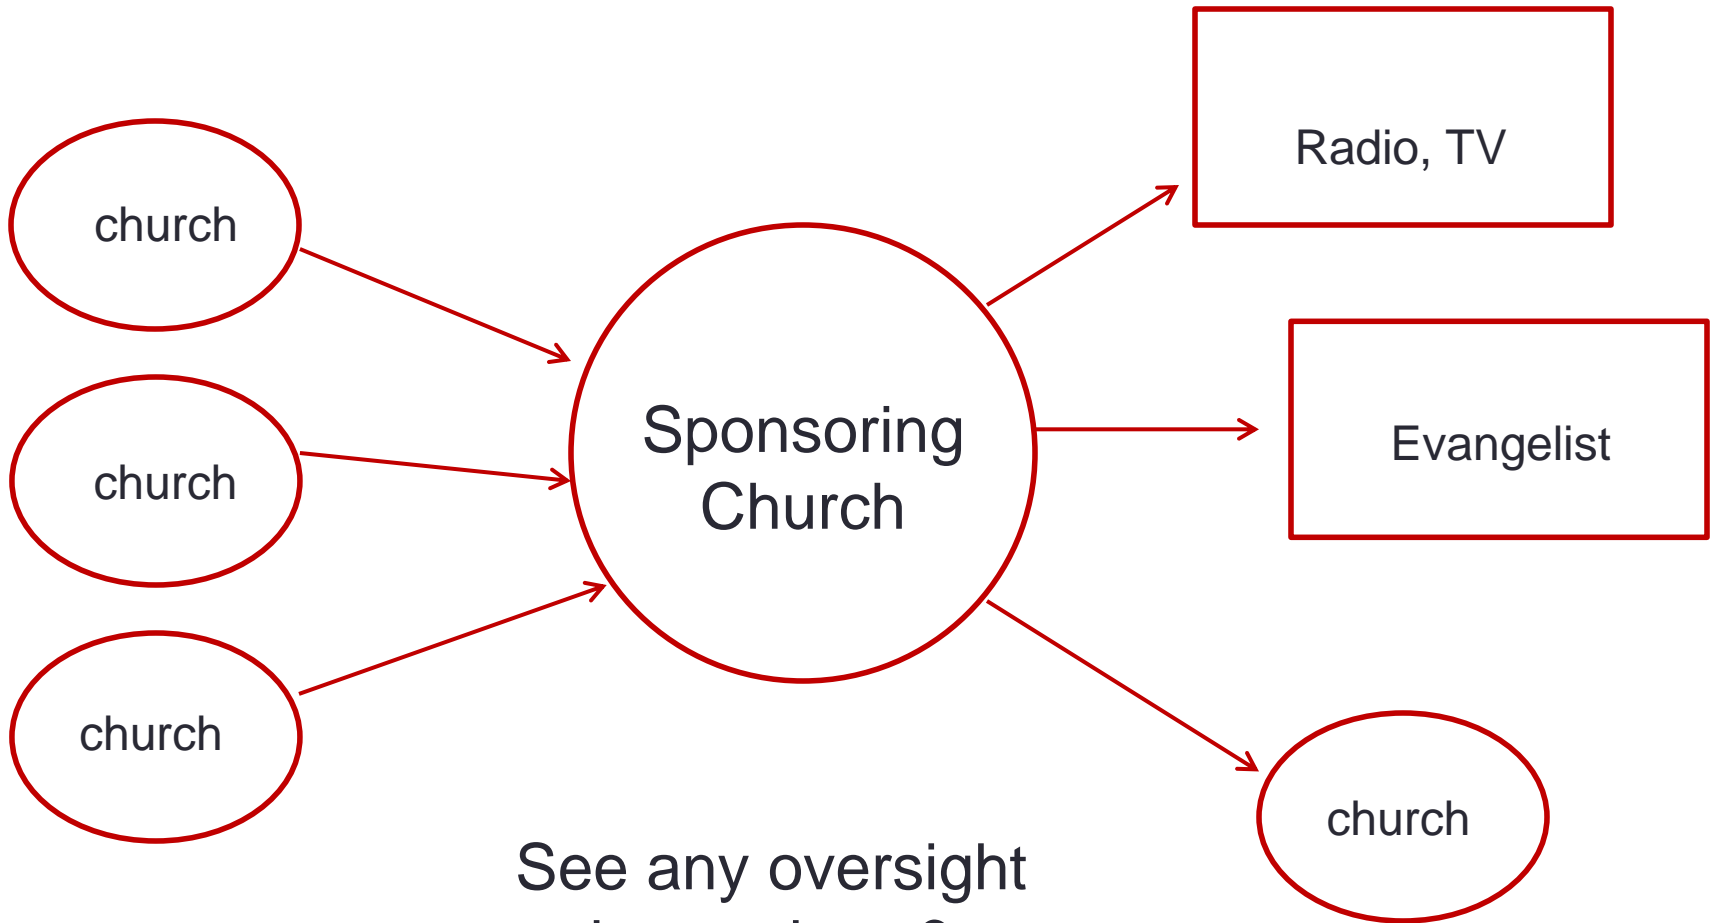 Radio, TV
church
Sponsoring
Church
Evangelist
church
church
church
See any oversight
?